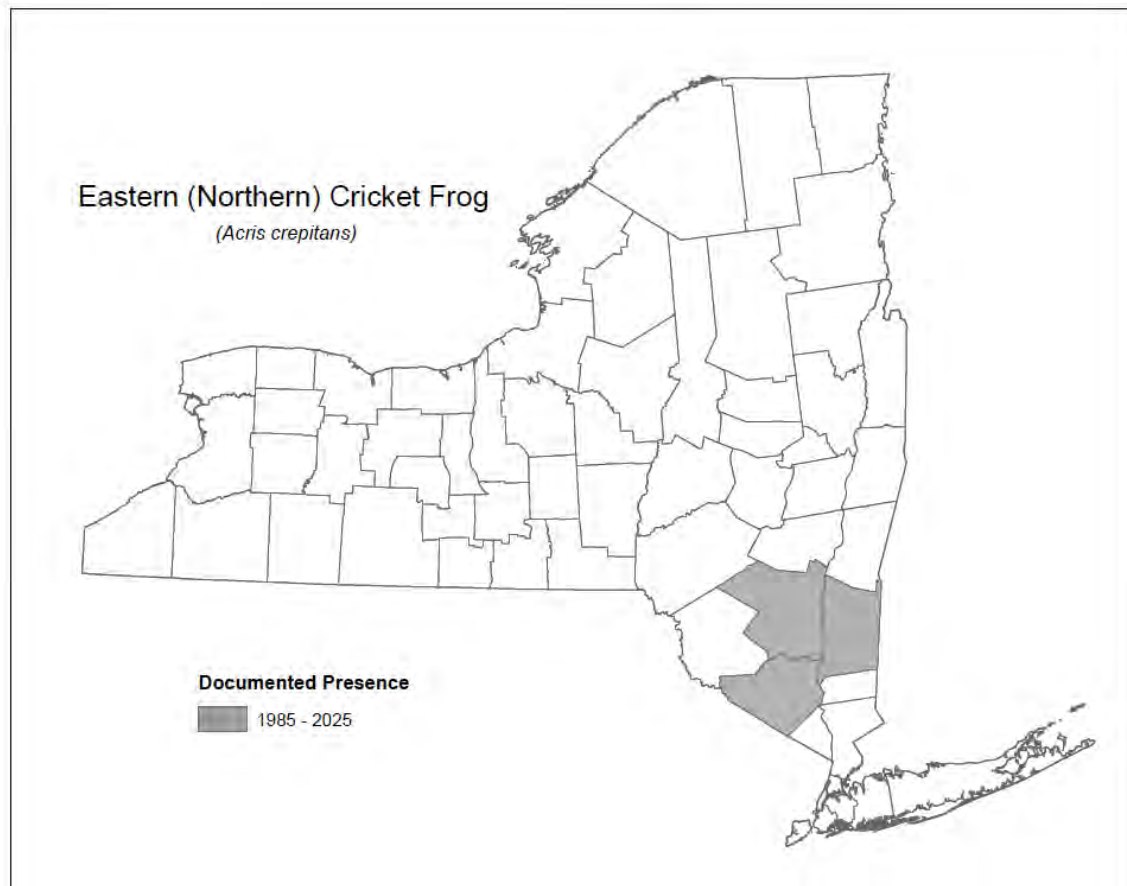 Eastern (Northern) Cricket Frog
(Acris crepitans)
Documented Presence
1985 - 2025